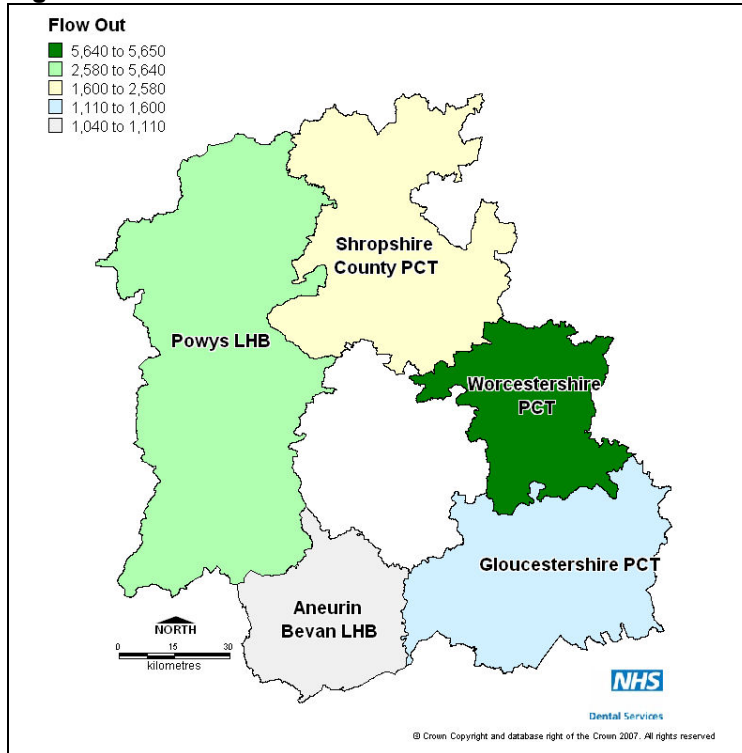 Flow Out
5,640 to 5,650
2,580 to 5,640
1,600 to 2,580
1,110 to 1,600
1,040 to 1,110
Shropshire
County PCT
Powys LHB
Worcestershire
PCT
Gloucestershire PCT
Aneurin
Bevan LHB
NORTH
0 15 30
kilometres
NHS
Dental Services
© Crown Copyright and database right of the Crown 2007. All rights reserved